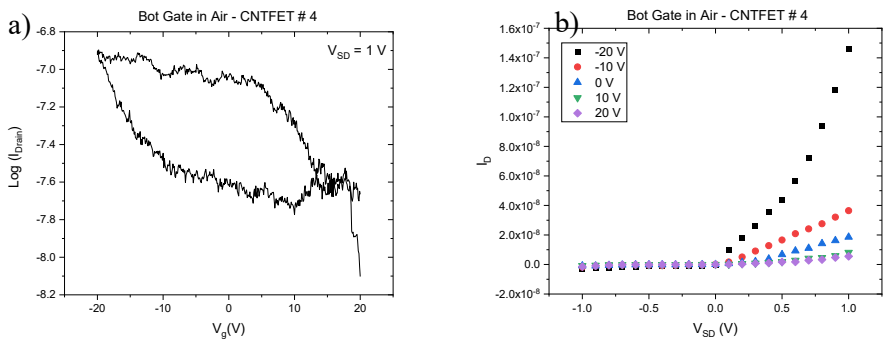 a)
Bot Gate in Air - CNTFET # 4
V_SD = 1 V
Log (I_Drain)
-6.8
-7.0
-7.2
-7.4
-7.6
-7.8
-8.0
-8.2
-20
-10
0
10
20
V_g(V)
b)
Bot Gate in Air - CNTFET # 4
-20 V
-10 V
0 V
10 V
20 V
I_D
1.6x10⁻⁷
1.4x10⁻⁷
1.2x10⁻⁷
1.0x10⁻⁷
8.0x10⁻⁸
6.0x10⁻⁸
4.0x10⁻⁸
2.0x10⁻⁸
0.0
-2.0x10⁻⁸
-1.0
-0.5
0.0
0.5
1.0
V_SD (V)